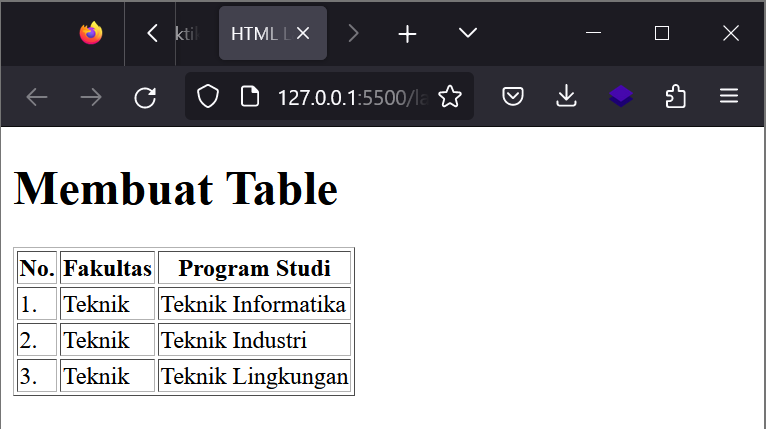 HTML L
127.0.0.1:5500/la
Membuat Table
No. Fakultas Program Studi
1. Teknik Teknik Informatika
2. Teknik Teknik Industri
3. Teknik Teknik Lingkungan